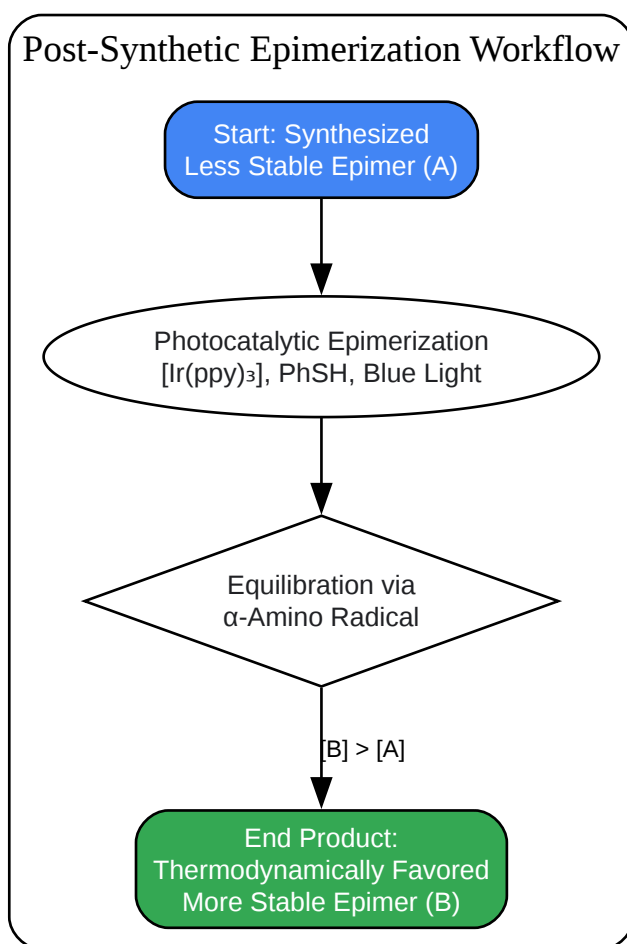 Post-Synthetic Epimerization Workflow
Start: Synthesized
Less Stable Epimer (A)
Photocatalytic Epimerization
[Ir(ppy)₃], PhSH, Blue Light
Equilibration via
α-Amino Radical
[B] > [A]
End Product:
Thermodynamically Favored
More Stable Epimer (B)